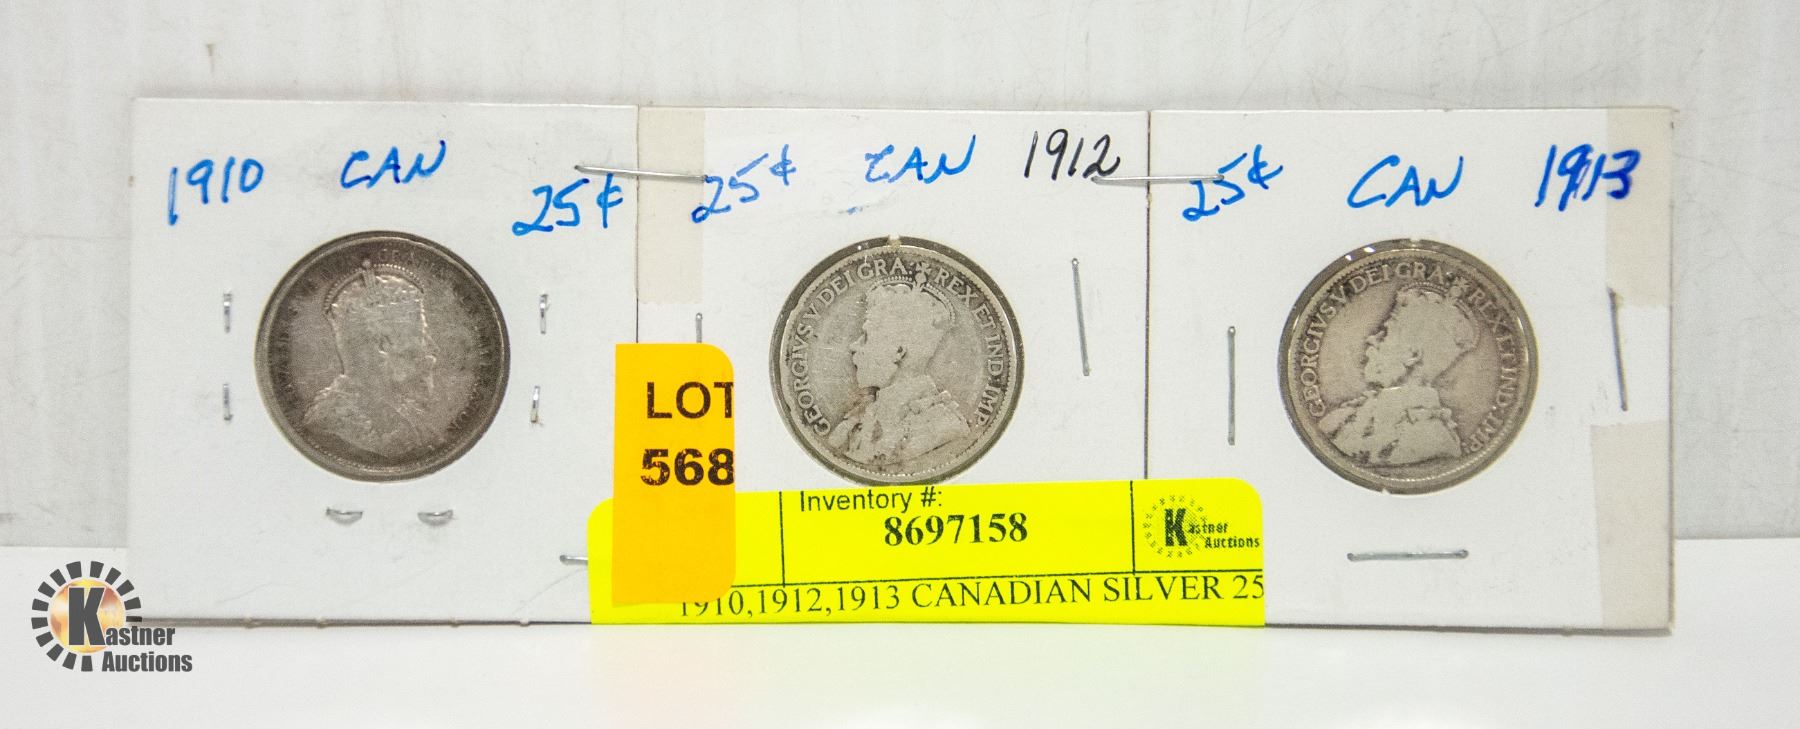 1910 CAN 25¢
25¢ CAN 1912
25¢ CAN 1913
GEORGIVS V DEI GRA: REX ET IND: IMP:
GEORGIVS V DEI GRA: REX ET IND: IMP:
LOT
568
Inventory #:
8697158
Kastner
Auctions
1910,1912,1913 CANADIAN SILVER 25
Kastner
Auctions